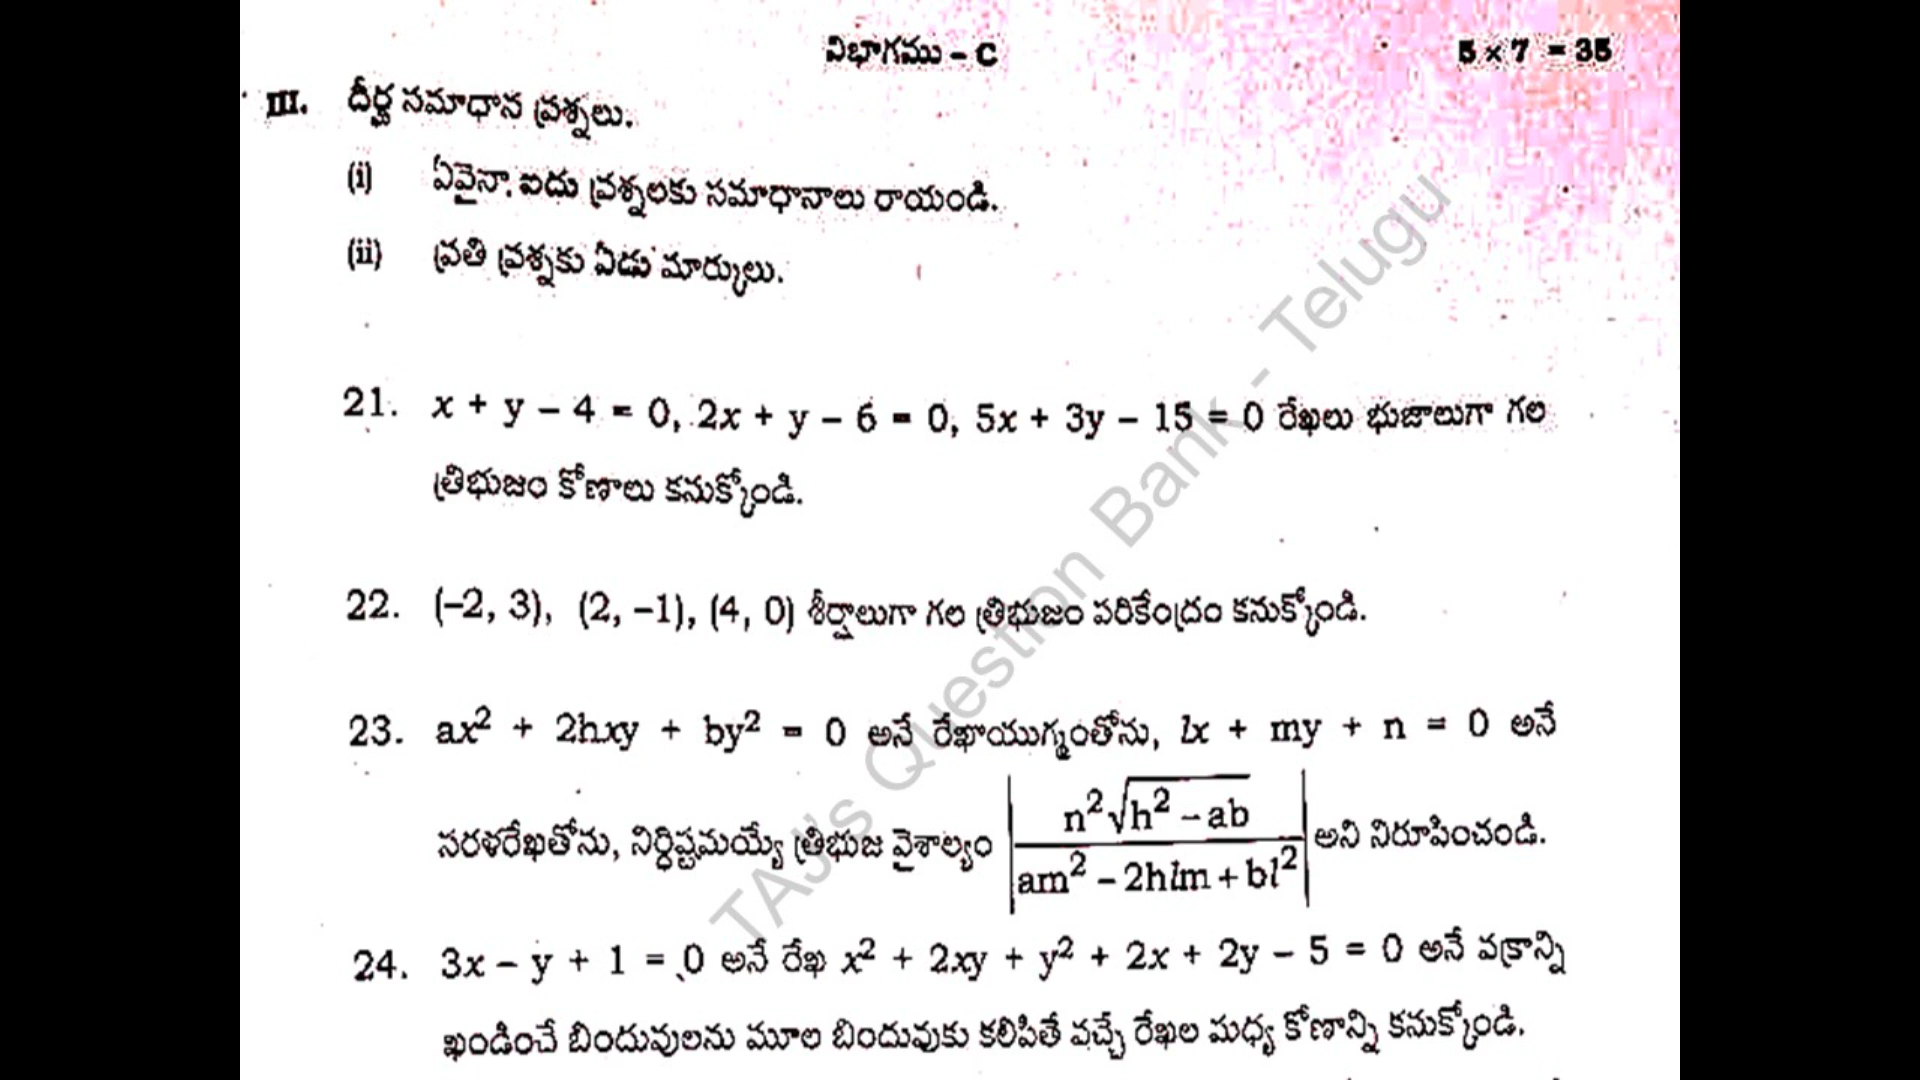 విభాగము – C 5 × 7 = 35
III. దీర్ఘ సమాధాన ప్రశ్నలు.
(i) ఏవైనా ఐదు ప్రశ్నలకు సమాధానాలు రాయండి.
(ii) ప్రతి ప్రశ్నకు ఏడు మార్కులు.
21. x + y – 4 = 0, 2x + y – 6 = 0, 5x + 3y – 15 = 0 రేఖలు భుజాలుగా గల
త్రిభుజం కోణాలు కనుక్కోండి.
22. (–2, 3), (2, –1), (4, 0) శీర్షాలుగా గల త్రిభుజం పరికేంద్రం కనుక్కోండి.
23. ax² + 2hxy + by² = 0 అనే రేఖాయుగ్మంతోను, lx + my + n = 0 అనే
సరళరేఖతోను, నిర్దిష్టమయ్యే త్రిభుజ వైశాల్యం |n²√(h² – ab) / (am² – 2hlm + bl²)| అని నిరూపించండి.
24. 3x – y + 1 = 0 అనే రేఖ x² + 2xy + y² + 2x + 2y – 5 = 0 అనే వక్రాన్ని
ఖండించే బిందువులను మూల బిందువుకు కలిపితే వచ్చే రేఖల మధ్య కోణాన్ని కనుక్కోండి.
TAJ's Question Bank - Telugu